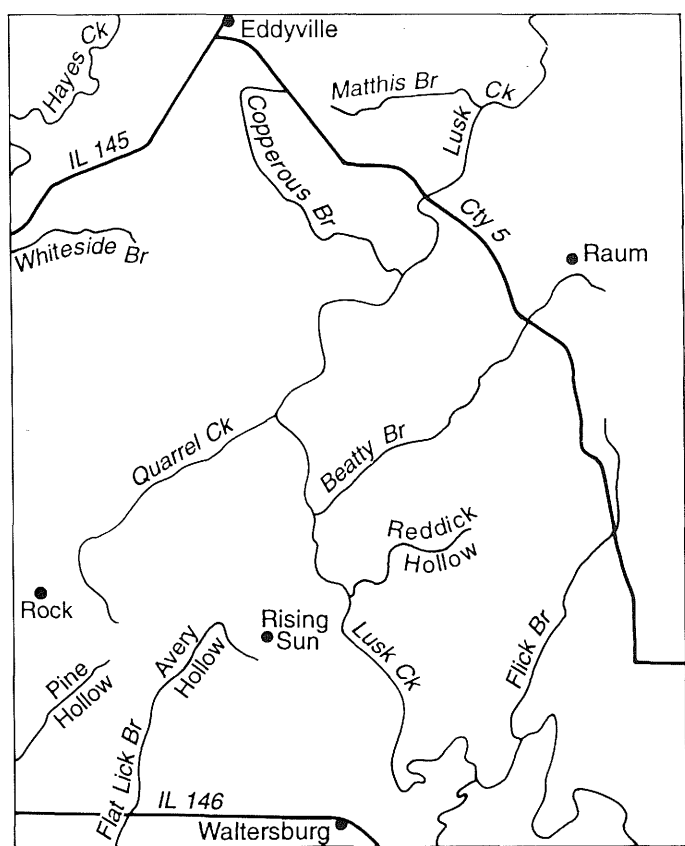 Eddyville
Hayes Ck
Matthis Br
Ck
Lusk
Copperous Br
IL 145
Cty 5
Whiteside Br
Raum
Quarrel Ck
Beatty Br
Reddick
Hollow
Rock
Rising
Sun
Avery
Hollow
Lusk Ck
Flick Br
Pine
Hollow
Flat Lick Br
IL 146
Waltersburg